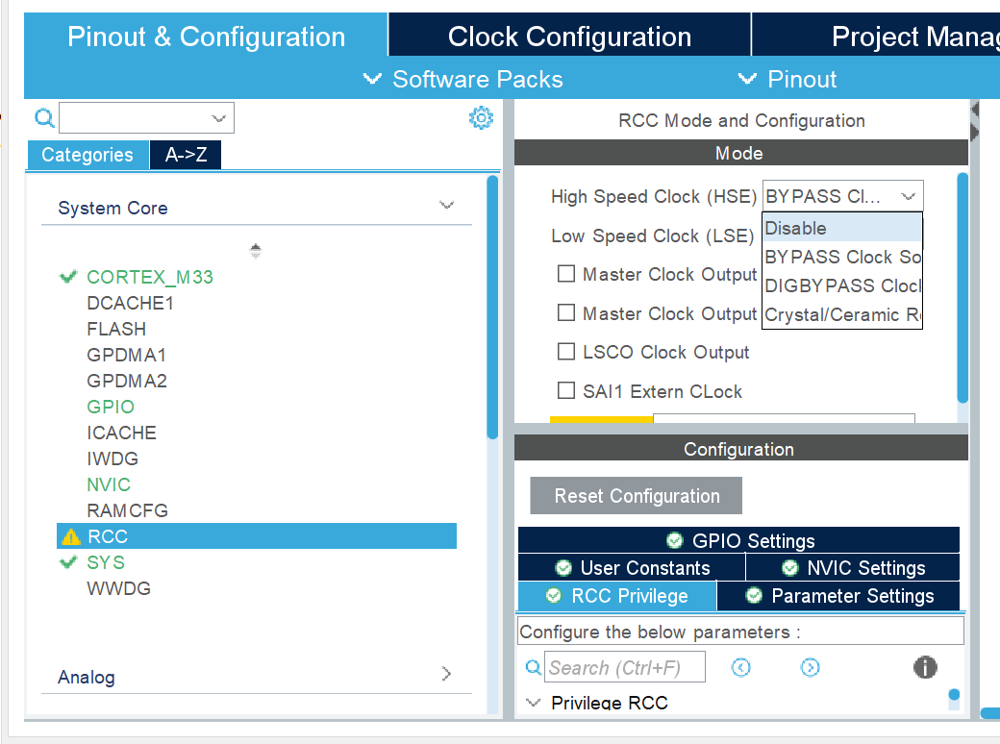 Pinout & Configuration
Clock Configuration
Project Manag
Software Packs
Pinout
Categories
A->Z
System Core
CORTEX_M33
DCACHE1
FLASH
GPDMA1
GPDMA2
GPIO
ICACHE
IWDG
NVIC
RAMCFG
RCC
SYS
WWDG
Analog
RCC Mode and Configuration
Mode
High Speed Clock (HSE)
BYPASS Cl...
Disable
BYPASS Clock So
DIGBYPASS Clock
Crystal/Ceramic Re
Low Speed Clock (LSE)
Master Clock Output
Master Clock Output
LSCO Clock Output
SAI1 Extern CLock
Configuration
Reset Configuration
GPIO Settings
User Constants
NVIC Settings
RCC Privilege
Parameter Settings
Configure the below parameters :
Search (Ctrl+F)
Privilege RCC